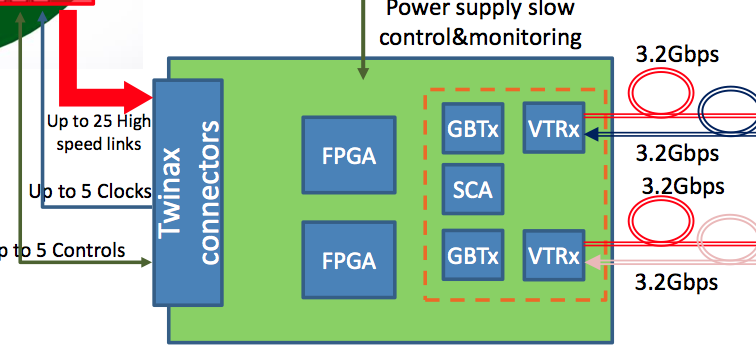 Power supply slow
control&monitoring
3.2Gbps
Up to 25 High
speed links
Twinax
connectors
FPGA
GBTx
VTRx
3.2Gbps
SCA
3.2Gbps
Up to 5 Clocks
p to 5 Controls
FPGA
GBTx
VTRx
3.2Gbps